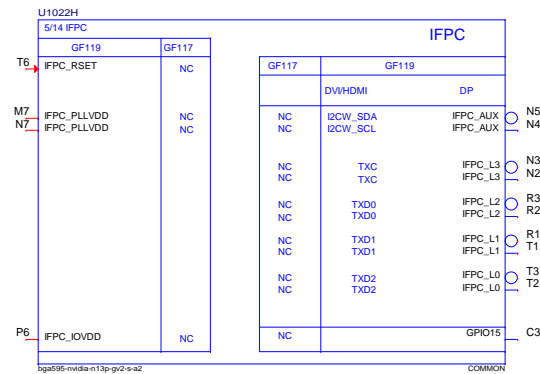 U1022H
5/14 IFPC
IFPC
GF119 GF117
T6 IFPC_RSET NC
GF117 GF119
DVI/HDMI DP
M7 IFPC_PLLVDD NC
N7 IFPC_PLLVDD NC
NC I2CW_SDA IFPC_AUX N5
NC I2CW_SCL IFPC_AUX N4
NC TXC IFPC_L3 N3
NC TXC IFPC_L3 N2
NC TXD0 IFPC_L2 R3
NC TXD0 IFPC_L2 R2
NC TXD1 IFPC_L1 R1
NC TXD1 IFPC_L1 T1
NC TXD2 IFPC_L0 T3
NC TXD2 IFPC_L0 T2
P6 IFPC_IOVDD NC
NC GPIO15 C3
bga595-nvidia-n13p-gv2-s-a2 COMMON